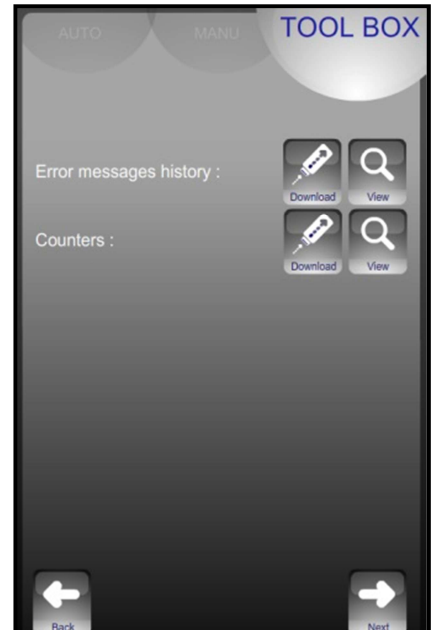 AUTO MANU TOOL BOX
Error messages history :
Download View
Counters :
Download View
Back Next